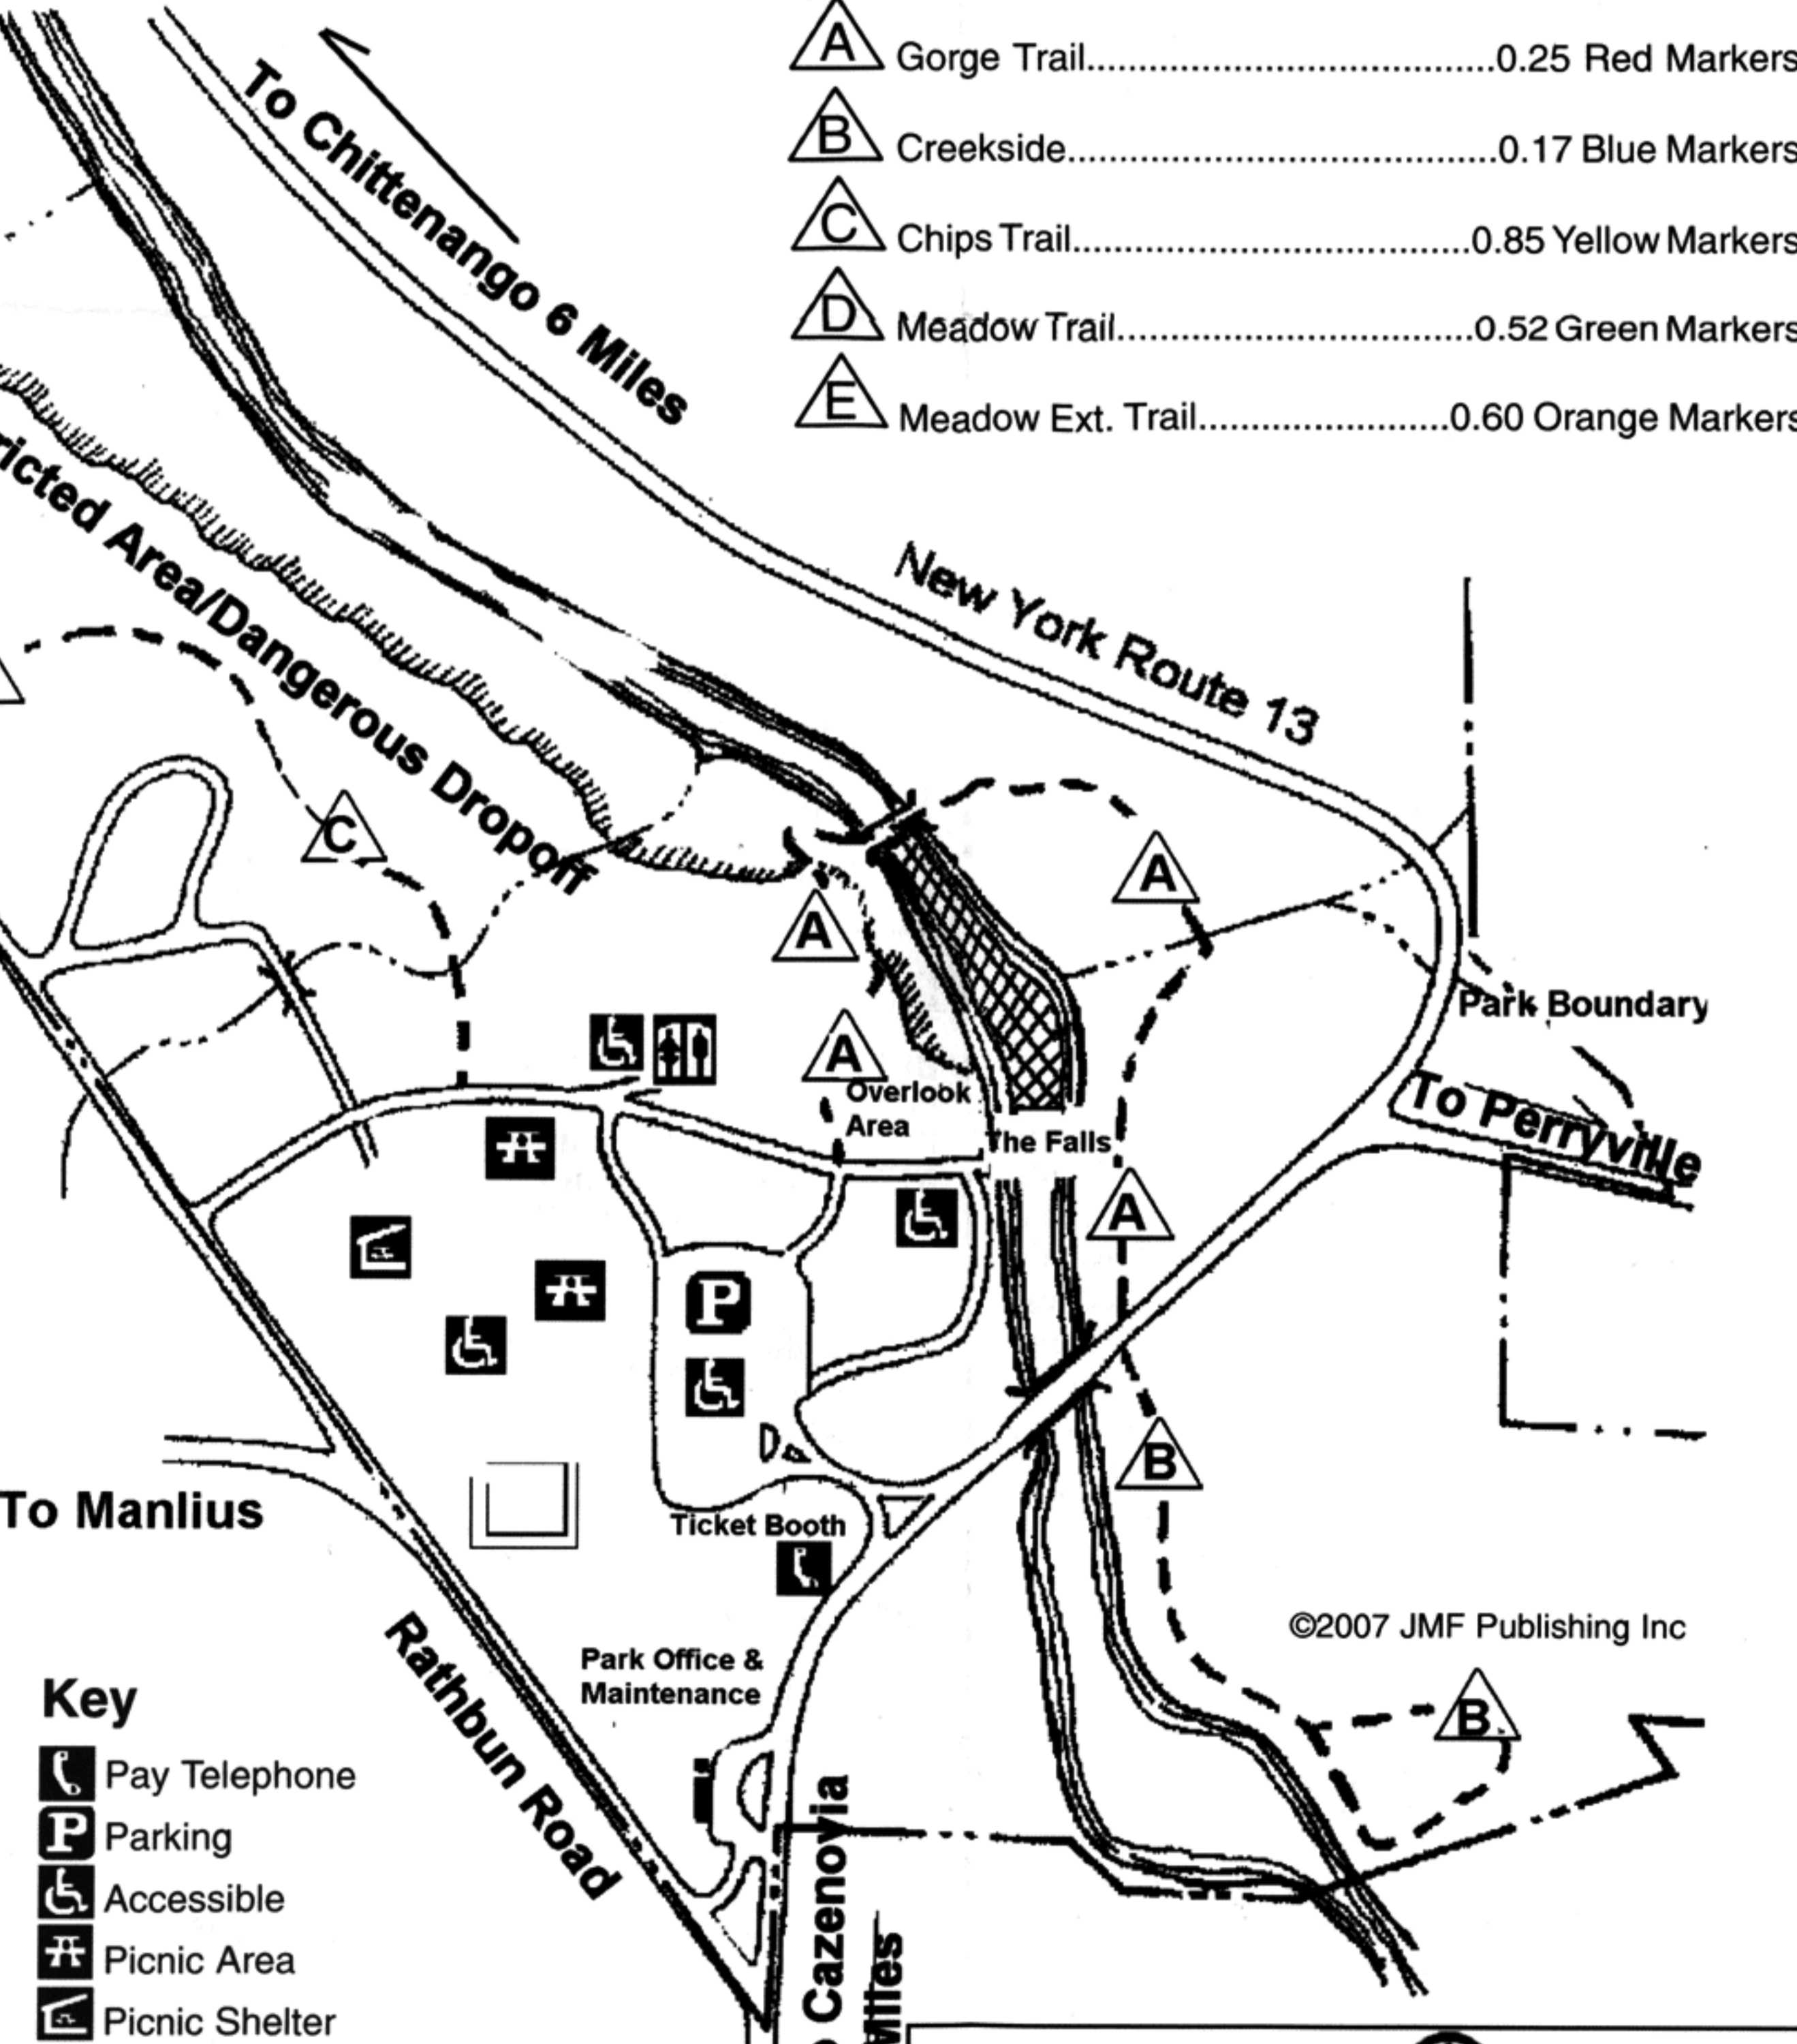 A Gorge Trail......................................0.25 Red Markers
B Creekside........................................0.17 Blue Markers
C Chips Trail.....................................0.85 Yellow Markers
D Meadow Trail.................................0.52 Green Markers
E Meadow Ext. Trail.......................0.60 Orange Markers
To Chittenango 6 Miles
New York Route 13
Area/Dangerous Dropoff
C
A
A
A
Park Boundary
Overlook
Area
The Falls
To Perryville
A
P
B
To Manlius
Ticket Booth
©2007 JMF Publishing Inc
Rathbun Road
Park Office &
Maintenance
B
Key
Pay Telephone
P Parking
Accessible
Picnic Area
Picnic Shelter
Cazenovia
Miles